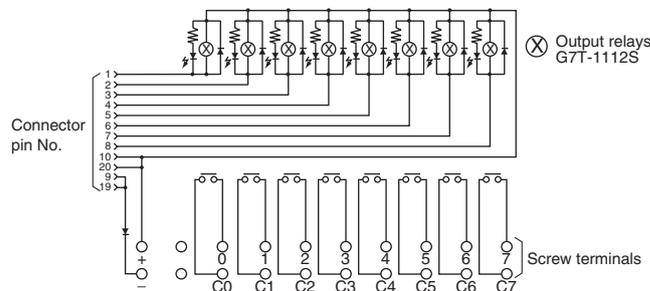 Output relays
G7T-1112S
Connector
pin No.
1
2
3
4
5
6
7
8
10
20
9
19
+ 0 1 2 3 4 5 6 7
Screw terminals
− C0 C1 C2 C3 C4 C5 C6 C7